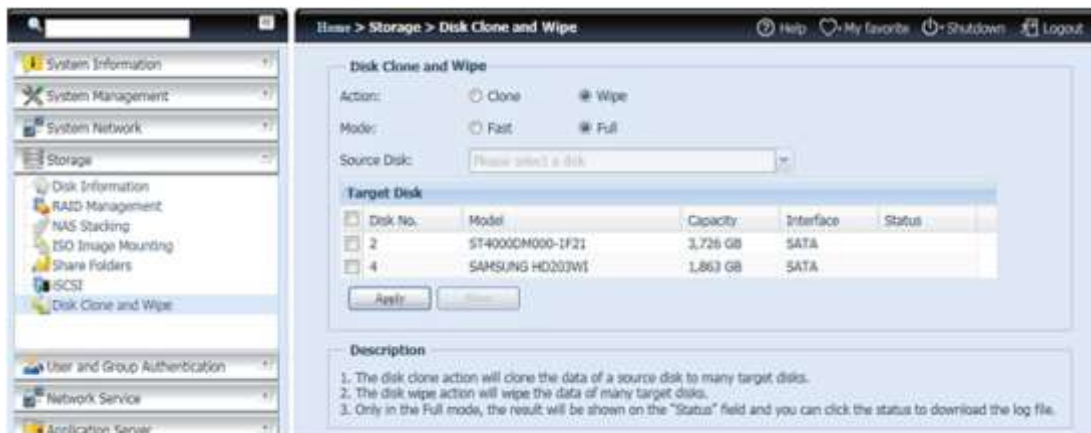 Home > Storage > Disk Clone and Wipe
Help My favorite Shutdown Logout
System Information
System Management
System Network
Storage
Disk Information
RAID Management
NAS Stacking
ISO Image Mounting
Share Folders
iSCSI
Disk Clone and Wipe
User and Group Authentication
Network Service
Application Server
Disk Clone and Wipe
Action: Clone Wipe
Mode: Fast Full
Source Disk: Please select a disk
Target Disk
Disk No. Model Capacity Interface Status
2 ST4000DM000-1F21 3,726 GB SATA
4 SAMSUNG HD203WI 1,863 GB SATA
Apply
Description
1. The disk clone action will clone the data of a source disk to many target disks.
2. The disk wipe action will wipe the data of many target disks.
3. Only in the Full mode, the result will be shown on the "Status" field and you can click the status to download the log file.